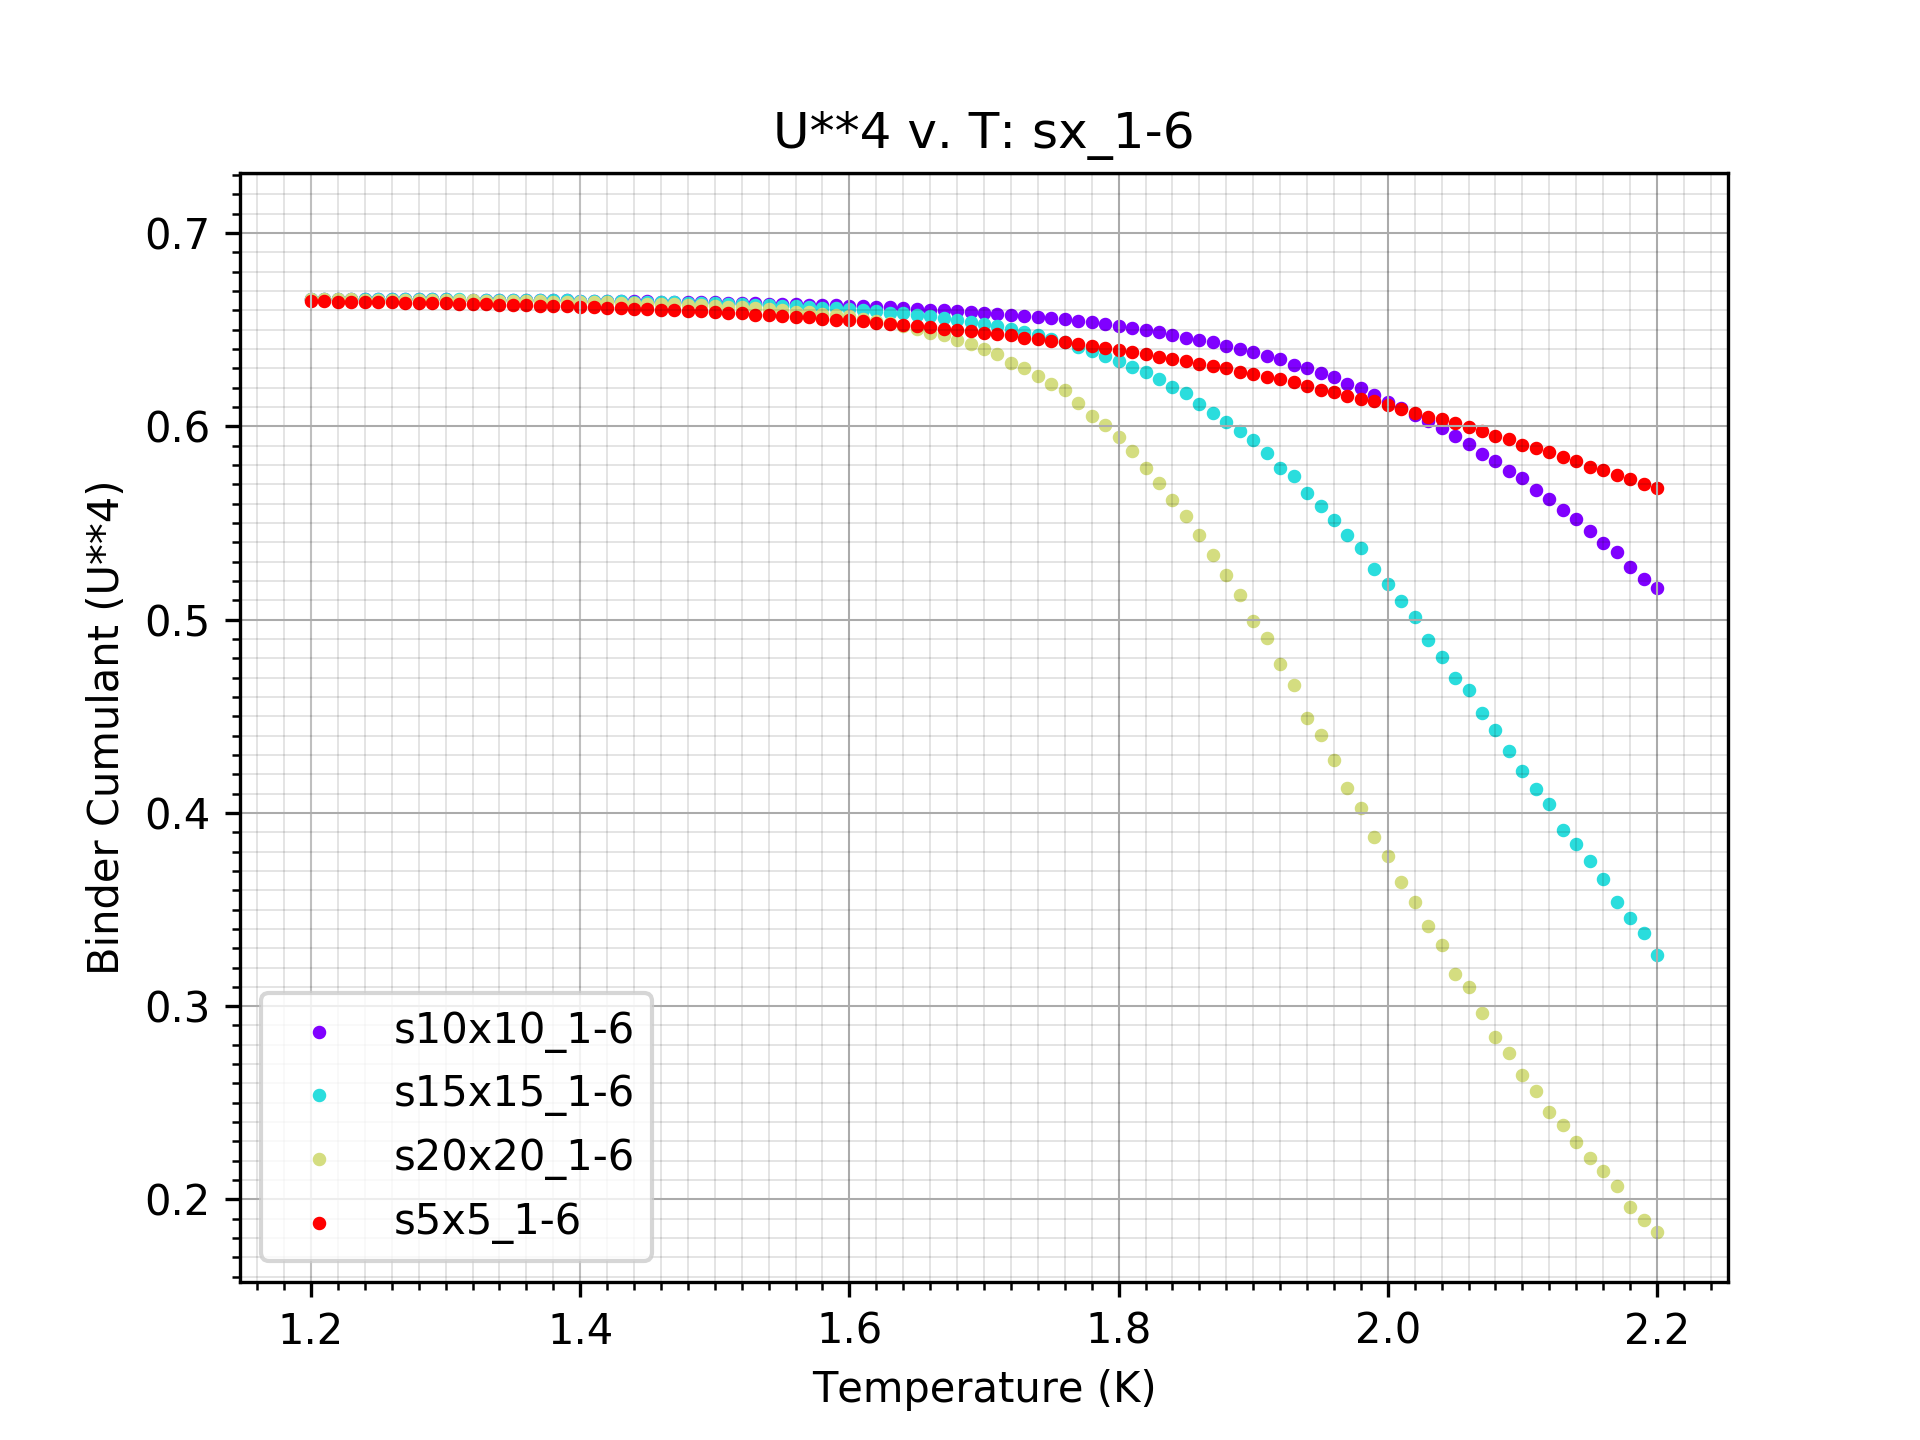 U**4 v. T: sx_1-6
Binder Cumulant (U**4)
0.7
0.6
0.5
0.4
0.3
0.2
s10x10_1-6
s15x15_1-6
s20x20_1-6
s5x5_1-6
1.2 1.4 1.6 1.8 2.0 2.2
Temperature (K)